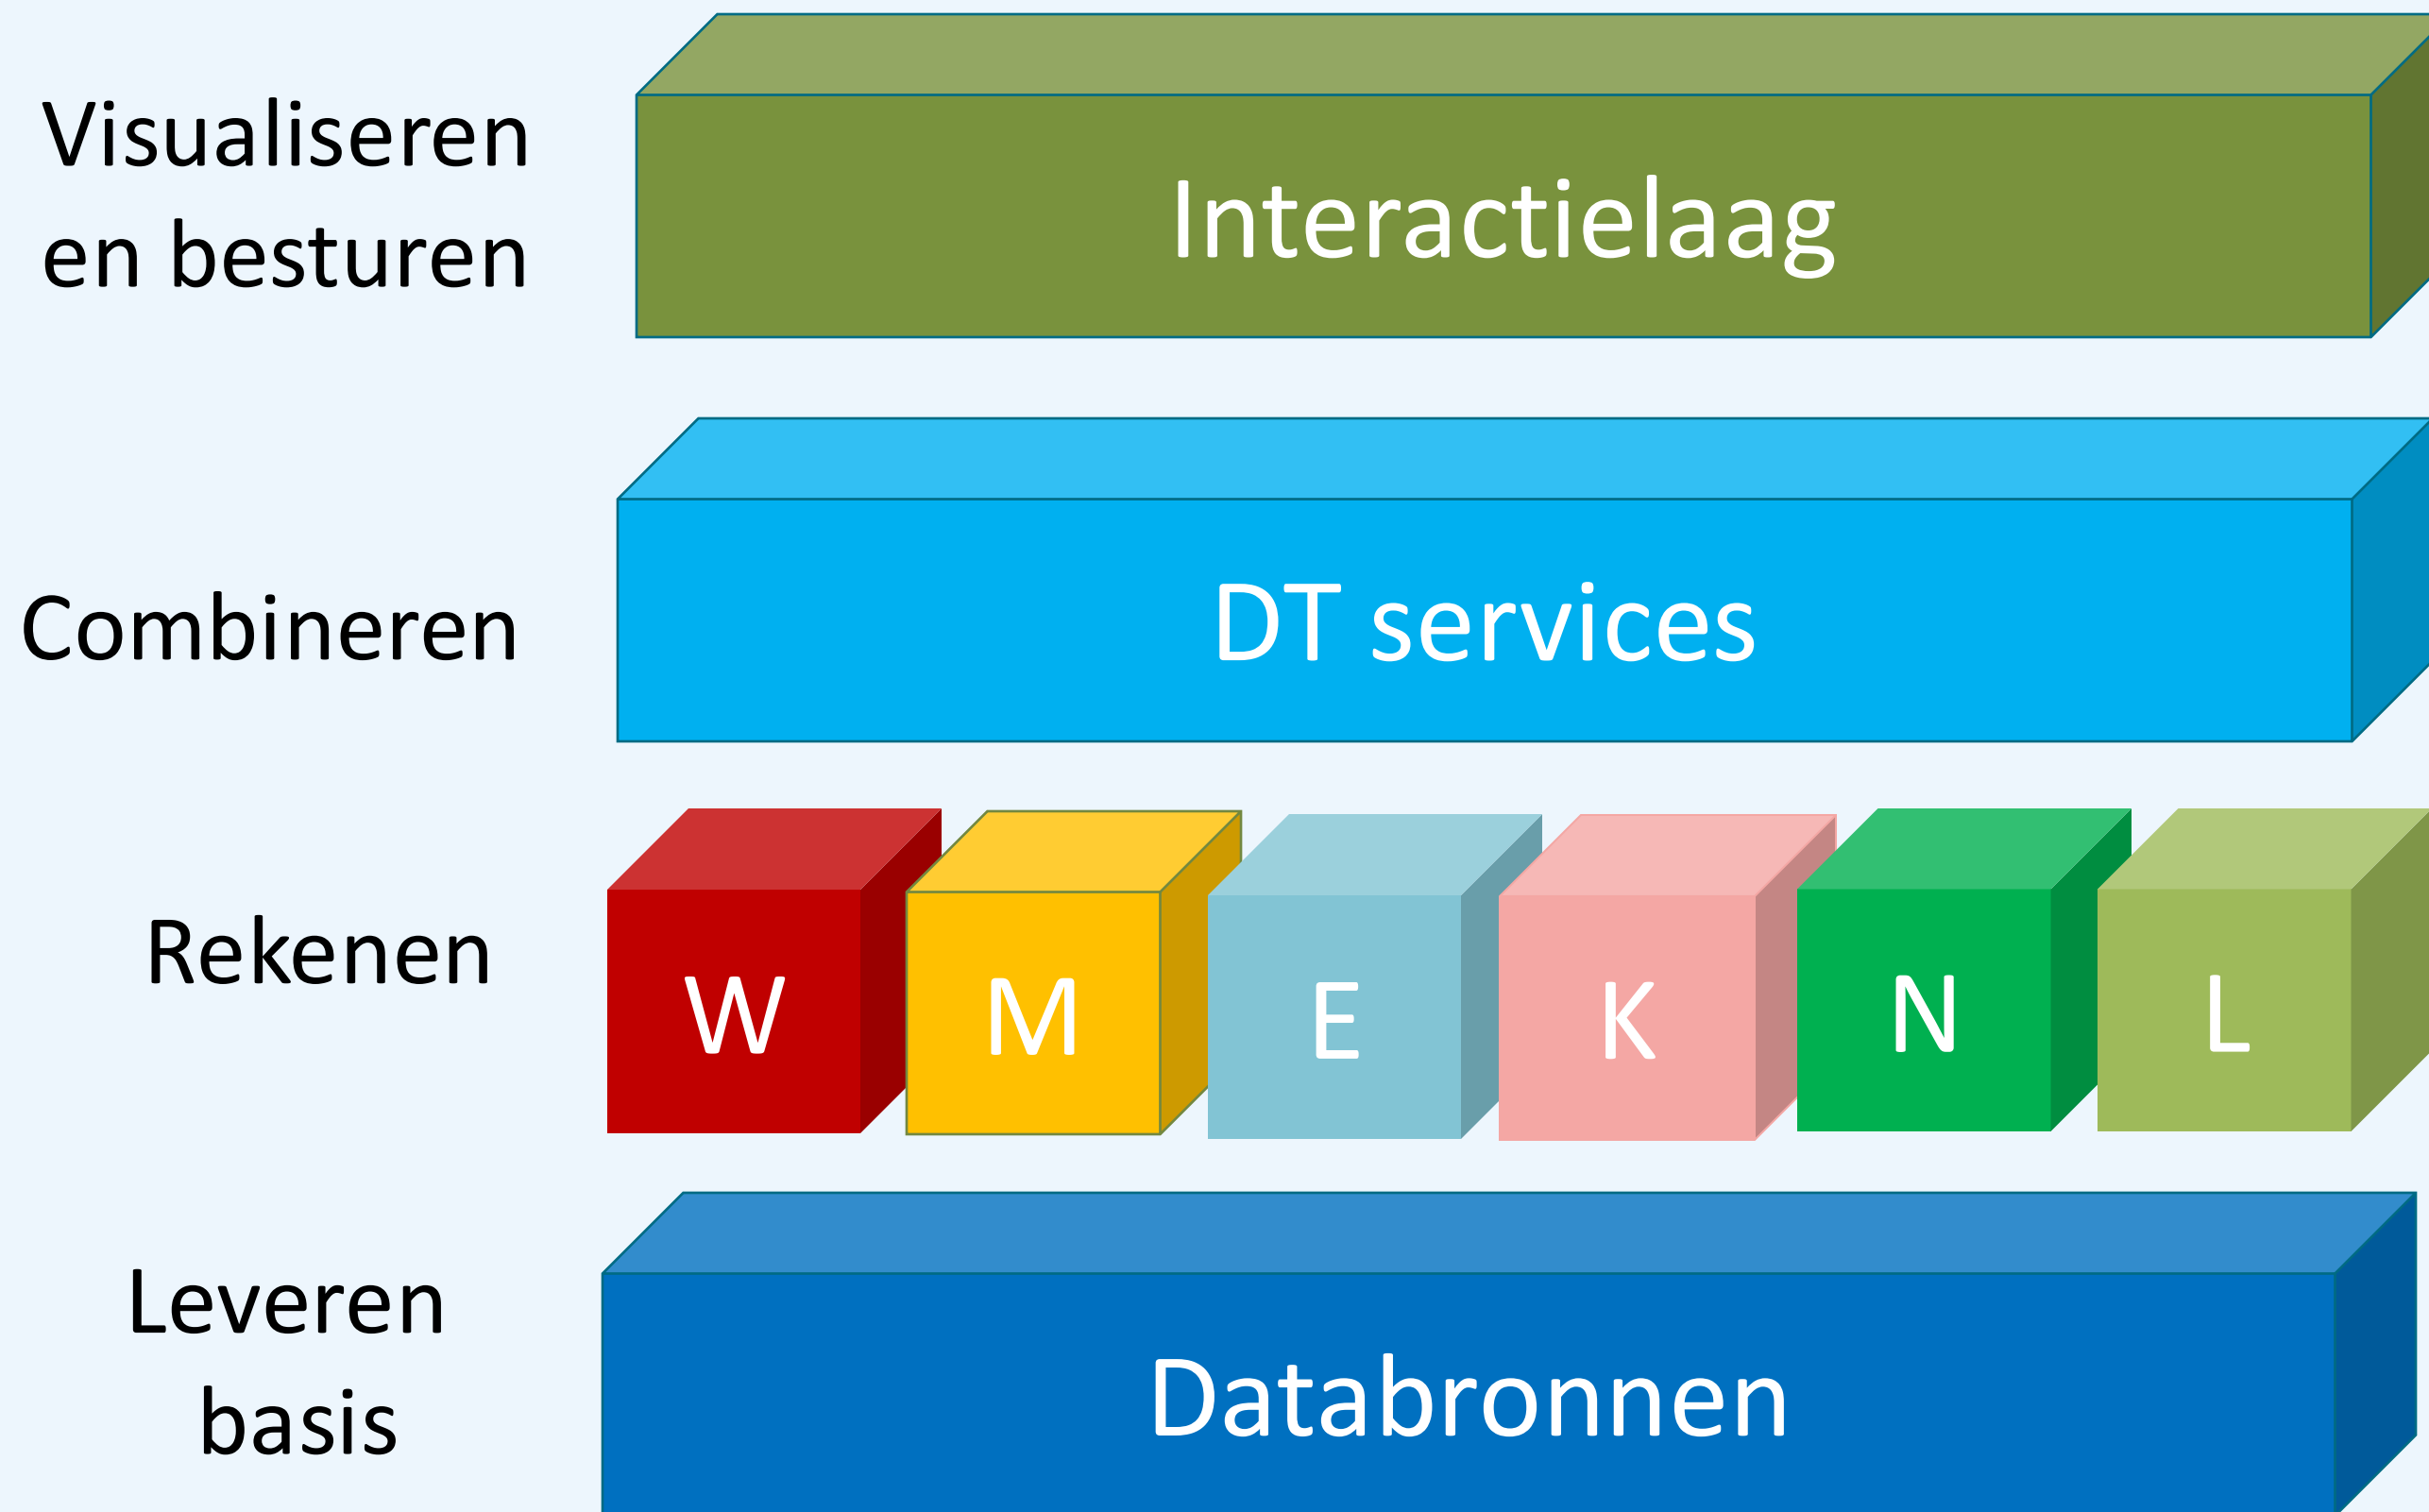 Visualiseren
en besturen
Interactielaag
Combineren
DT services
Rekenen
W M E K N L
Leveren
basis
Databronnen